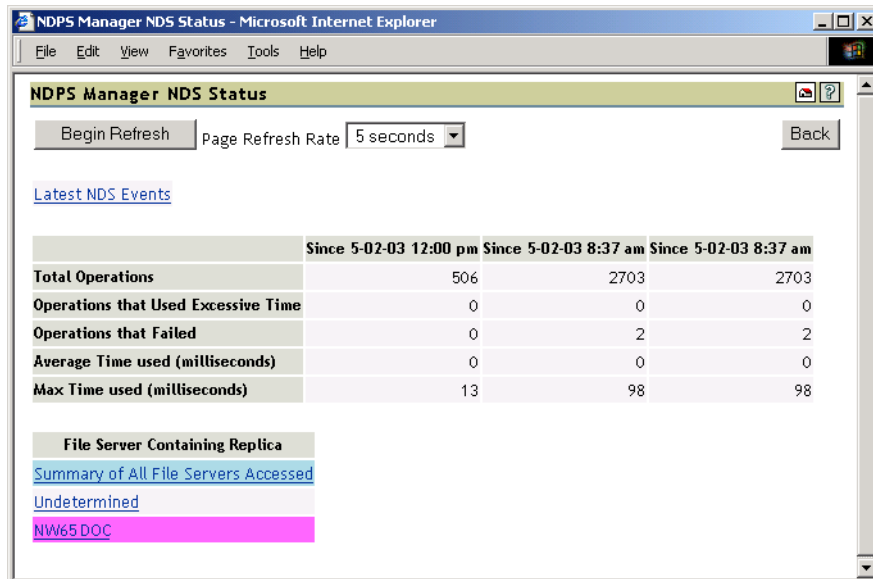 NDPS Manager NDS Status - Microsoft Internet Explorer
File Edit View Favorites Tools Help
NDPS Manager NDS Status
Begin Refresh Page Refresh Rate 5 seconds Back
Latest NDS Events
Since 5-02-03 12:00 pm Since 5-02-03 8:37 am Since 5-02-03 8:37 am
Total Operations 506 2703 2703
Operations that Used Excessive Time 0 0 0
Operations that Failed 0 2 2
Average Time used (milliseconds) 0 0 0
Max Time used (milliseconds) 13 98 98
File Server Containing Replica
Summary of All File Servers Accessed
Undetermined
NW65DOC